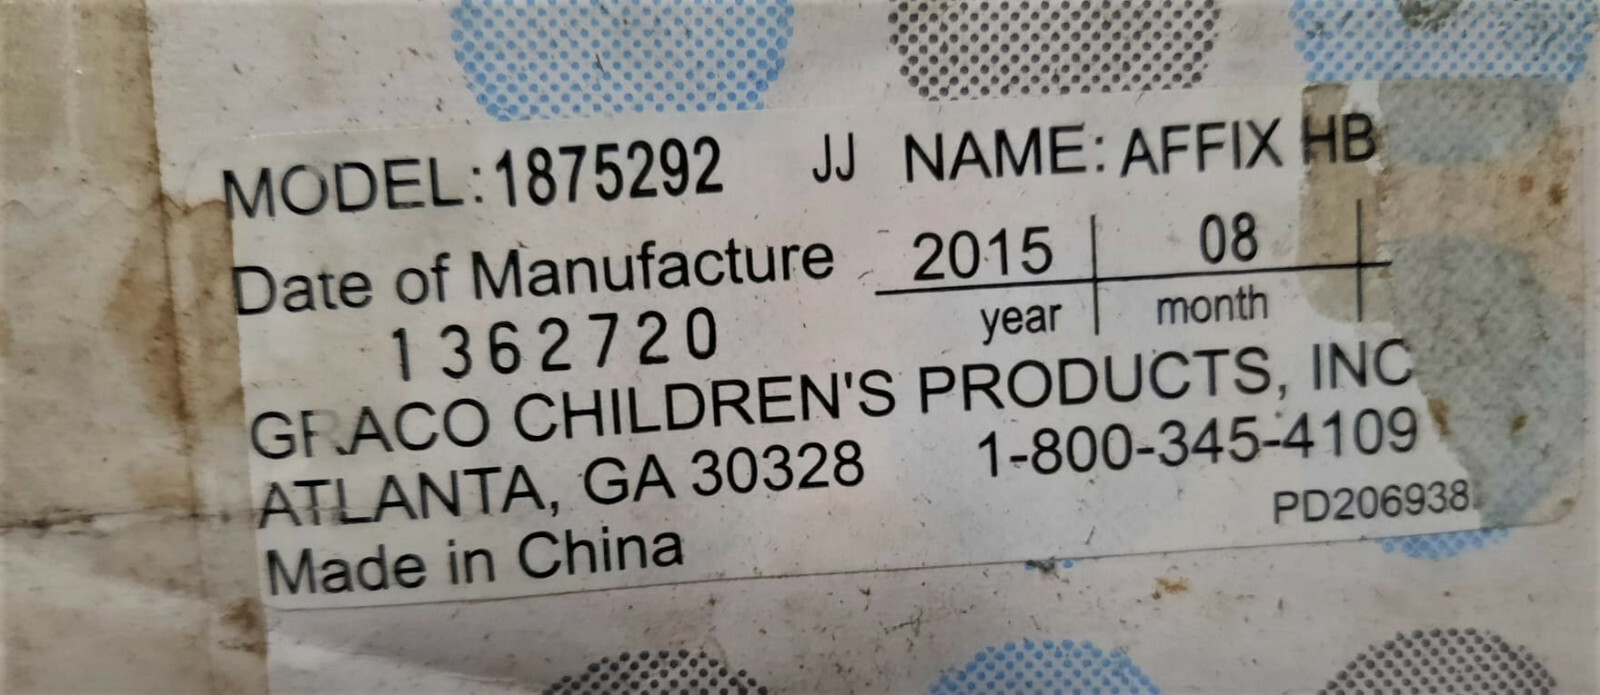 MODEL:1875292 JJ NAME: AFFIX HB
Date of Manufacture 2015 08
year month
1362720
GRACO CHILDREN'S PRODUCTS, INC
ATLANTA, GA 30328 1-800-345-4109
PD206938
Made in China